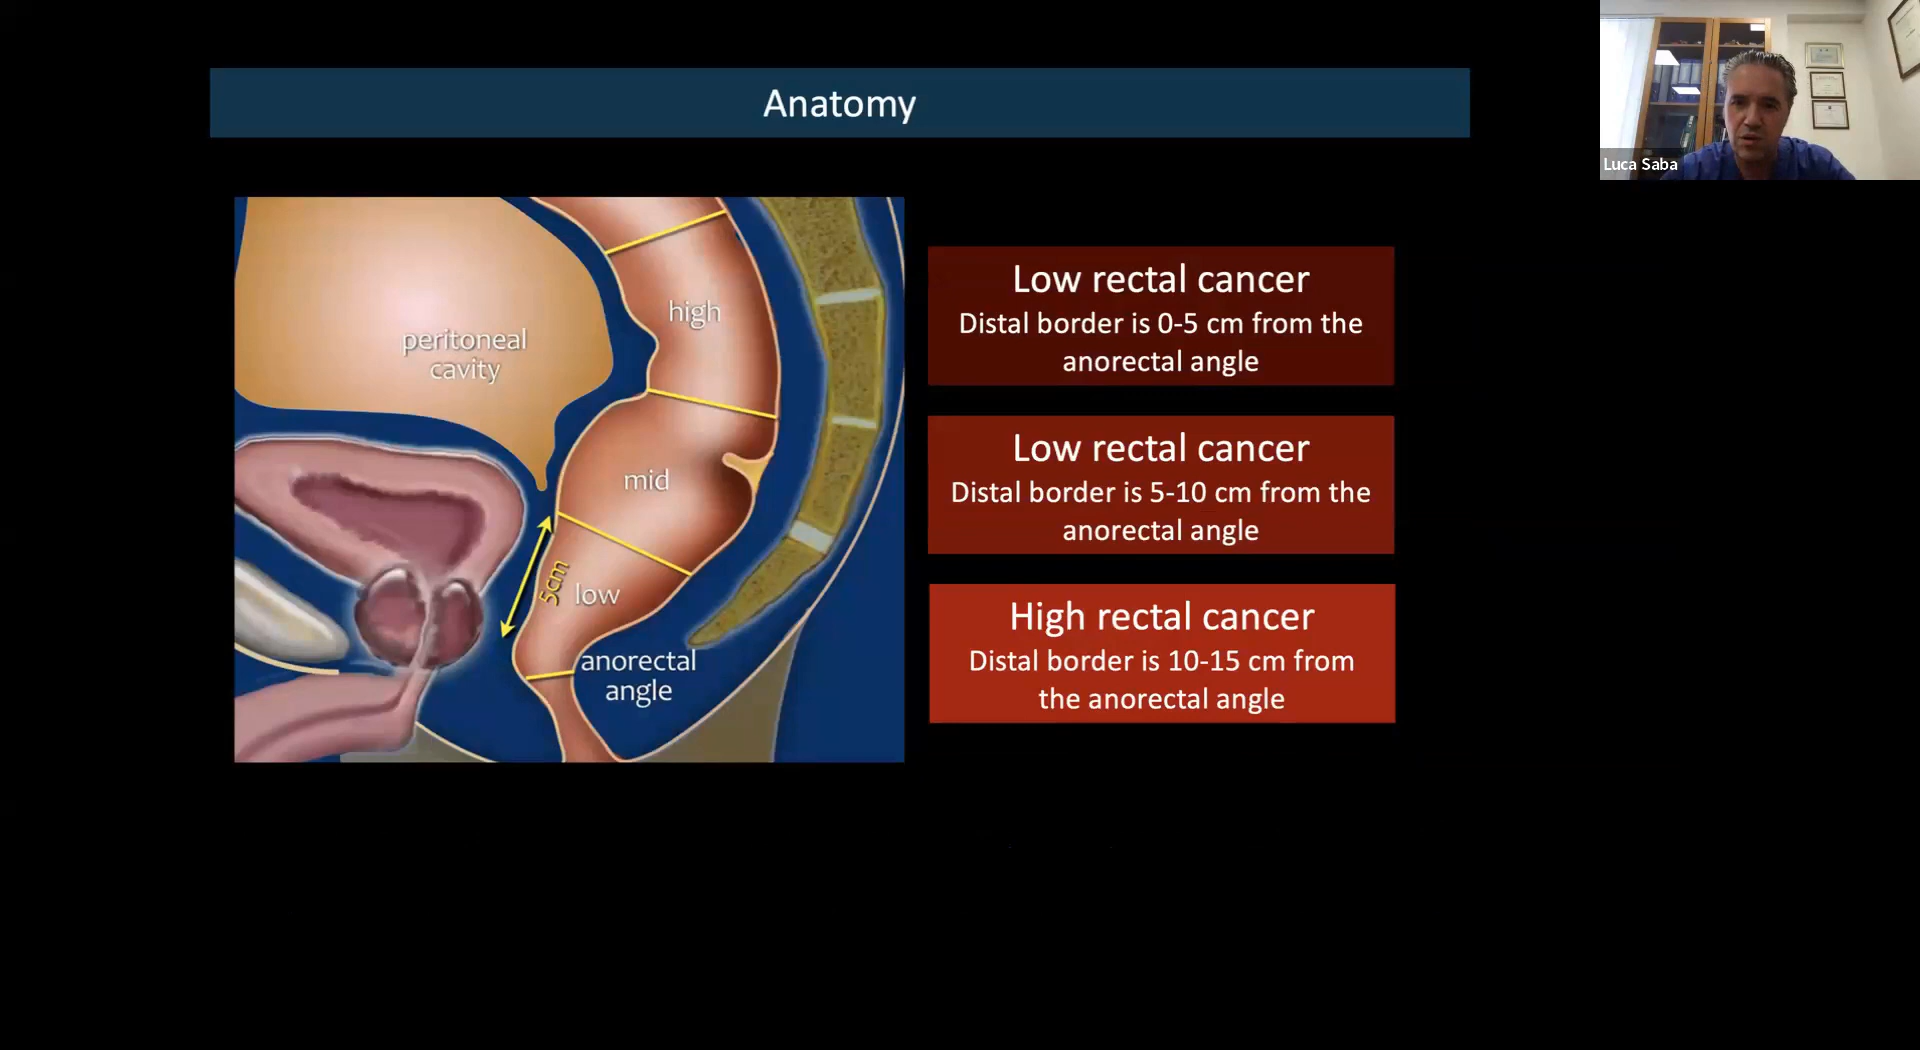 Anatomy
Luca Saba
high
peritoneal
cavity
mid
5cm
low
anorectal
angle
Low rectal cancer
Distal border is 0-5 cm from the
anorectal angle
Low rectal cancer
Distal border is 5-10 cm from the
anorectal angle
High rectal cancer
Distal border is 10-15 cm from
the anorectal angle